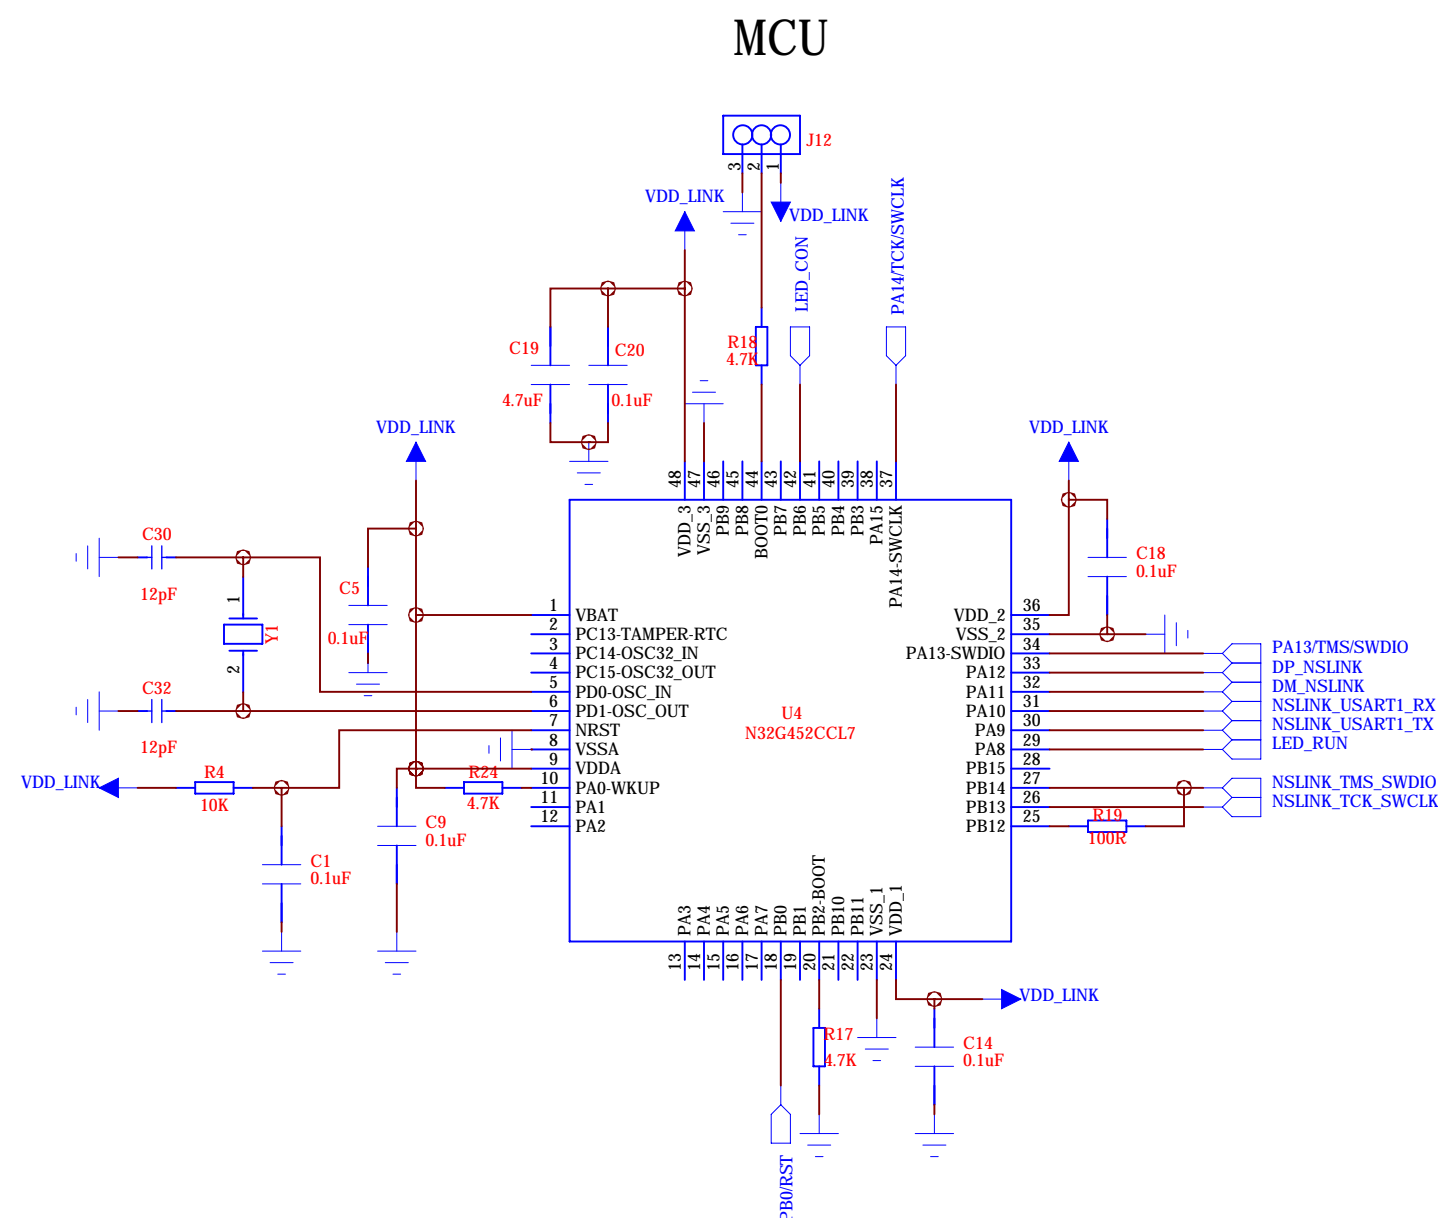 MCU
J12
3
2
1
VDD_LINK
VDD_LINK
LED_CON
PA14/TCK/SWCLK
C19
4.7uF
C20
0.1uF
R18
4.7K
VDD_LINK
VDD_LINK
48
47
46
45
44
43
42
41
40
39
38
37
VDD_3
VSS_3
PB9
PB8
BOOT0
PB7
PB6
PB5
PB4
PB3
PA15
PA14-SWCLK
C30
12pF
C5
0.1uF
C18
0.1uF
1
Y1
2
C32
12pF
1 VBAT
2 PC13-TAMPER-RTC
3 PC14-OSC32_IN
4 PC15-OSC32_OUT
5 PD0-OSC_IN
6 PD1-OSC_OUT
7 NRST
8 VSSA
9 VDDA
10 PA0-WKUP
11 PA1
12 PA2
U4
N32G452CCL7
VDD_2 36
VSS_2 35
PA13-SWDIO 34 PA13/TMS/SWDIO
PA12 33 DP_NSLINK
PA11 32 DM_NSLINK
PA10 31 NSLINK_USART1_RX
PA9 30 NSLINK_USART1_TX
PA8 29 LED_RUN
PB15 28
PB14 27 NSLINK_TMS_SWDIO
PB13 26 NSLINK_TCK_SWCLK
PB12 25
R19
100R
VDD_LINK
R4
10K
R24
4.7K
C9
0.1uF
C1
0.1uF
PA3
PA4
PA5
PA6
PA7
PB0
PB1
PB2-BOOT
PB10
PB11
VSS_1
VDD_1
13
14
15
16
17
18
19
20
21
22
23
24
VDD_LINK
R17
4.7K
C14
0.1uF
PB0/RST